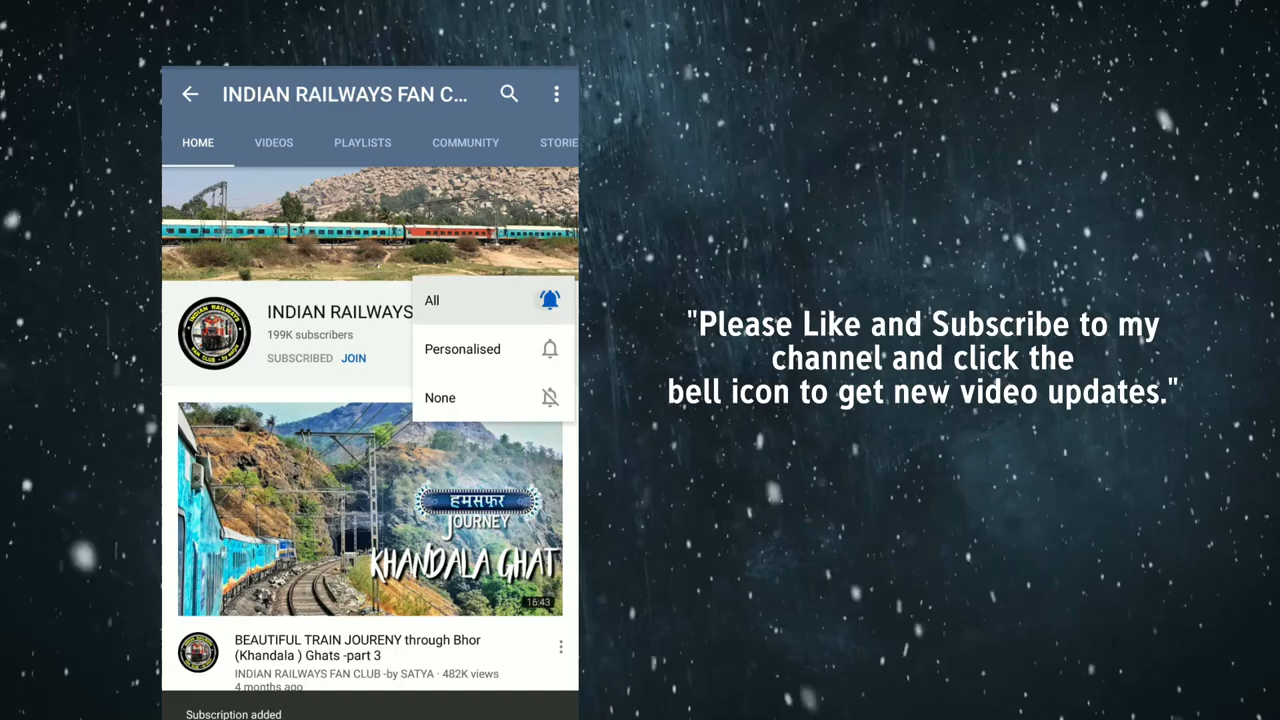 INDIAN RAILWAYS FAN C...
HOME VIDEOS PLAYLISTS COMMUNITY STORIE
INDIAN RAILWAYS
199K subscribers
SUBSCRIBED JOIN
All
Personalised
None
हमसफ़र
JOURNEY
KHANDALA GHAT
16:43
BEAUTIFUL TRAIN JOURENY through Bhor
(Khandala ) Ghats -part 3
INDIAN RAILWAYS FAN CLUB -by SATYA · 482K views
4 months ago
Subscription added
"Please Like and Subscribe to my
channel and click the
bell icon to get new video updates."